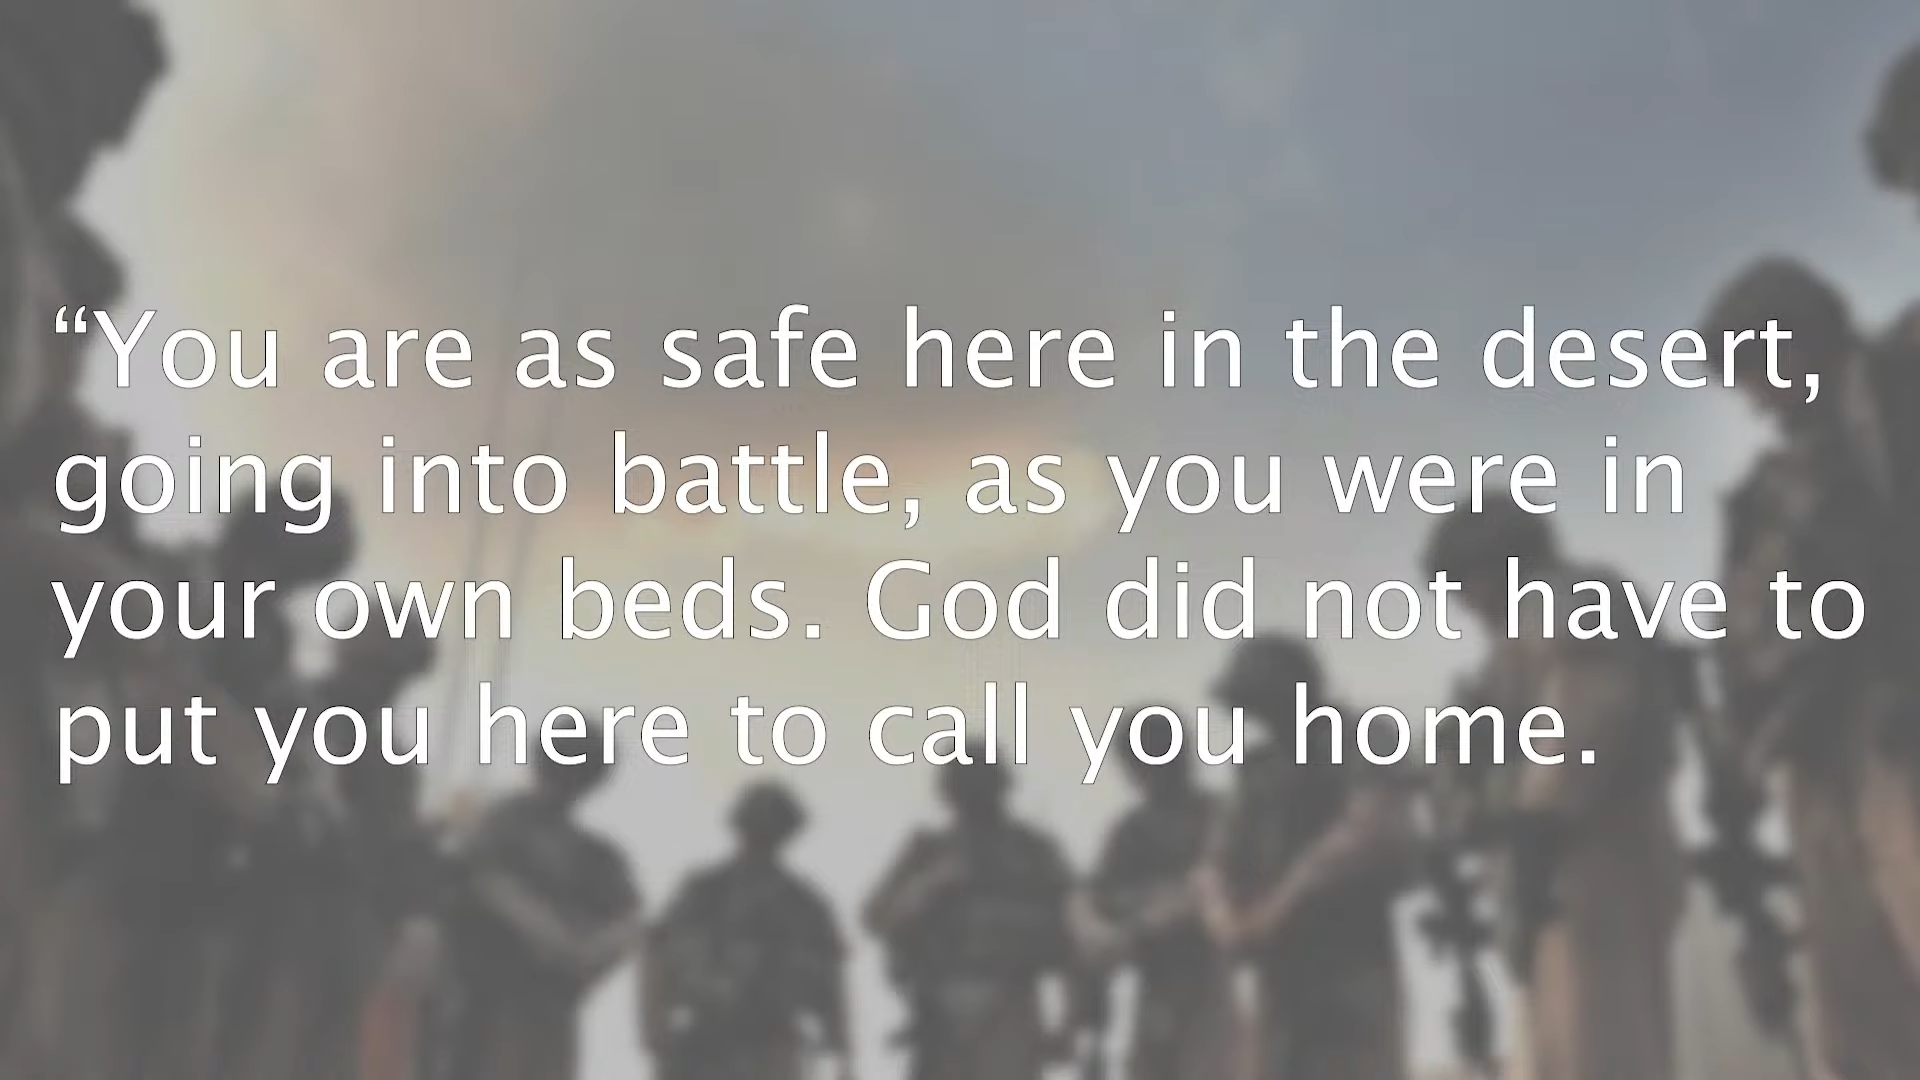 “You are as safe here in the desert,
going into battle, as you were in
your own beds. God did not have to
put you here to call you home.